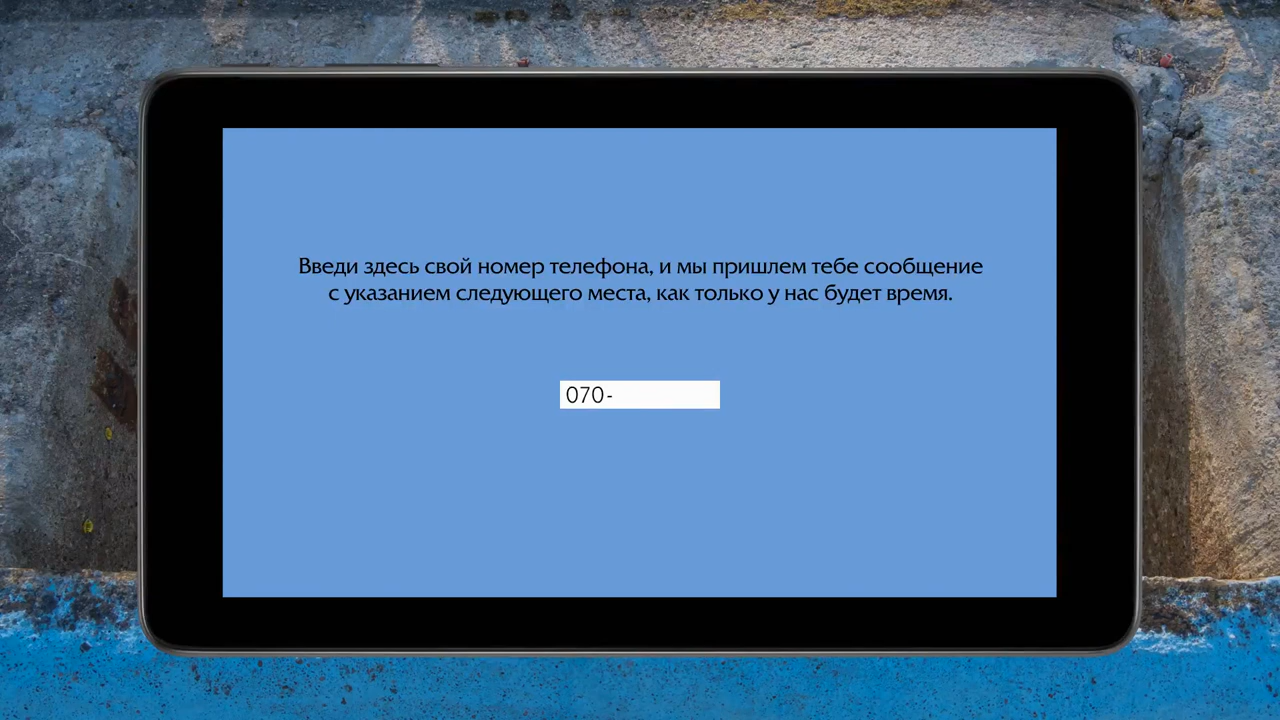 Введи здесь свой номер телефона, и мы пришлем тебе сообщение
с указанием следующего места, как только у нас будет время.
070-